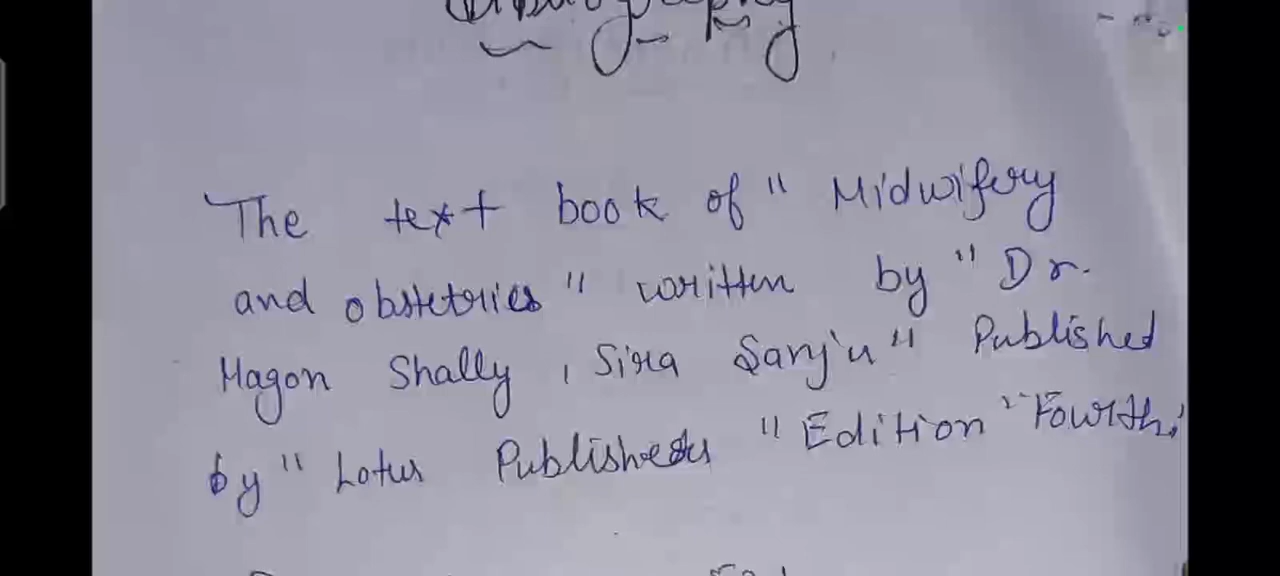 The text book of " Midwifery
and obstetrics " written by " Dr.
Magon Shally , Sira Sanju " Published
by " Lotus Publishers " Edition " Fourth.